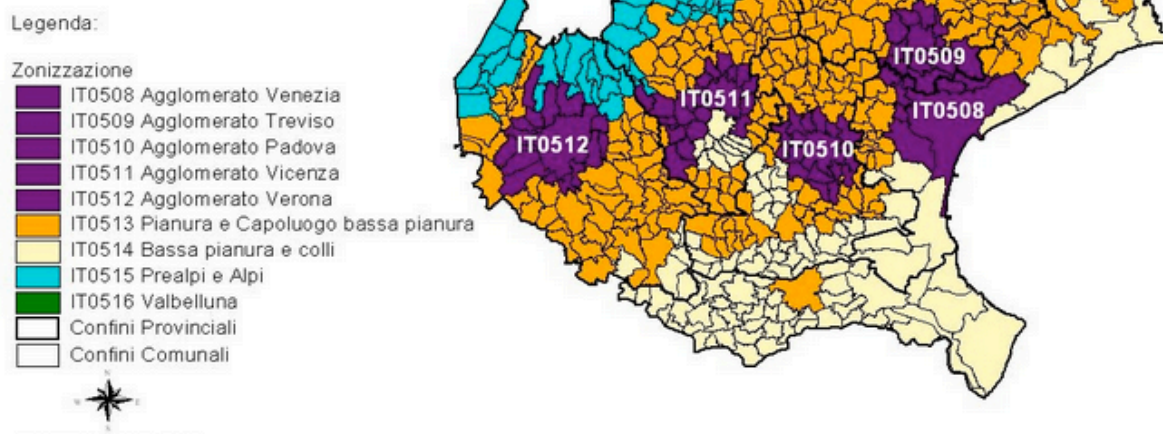 Legenda:
Zonizzazione
IT0508 Agglomerato Venezia
IT0509 Agglomerato Treviso
IT0510 Agglomerato Padova
IT0511 Agglomerato Vicenza
IT0512 Agglomerato Verona
IT0513 Pianura e Capoluogo bassa pianura
IT0514 Bassa pianura e colli
IT0515 Prealpi e Alpi
IT0516 Valbelluna
Confini Provinciali
Confini Comunali
IT0509
IT0511
IT0508
IT0512
IT0510